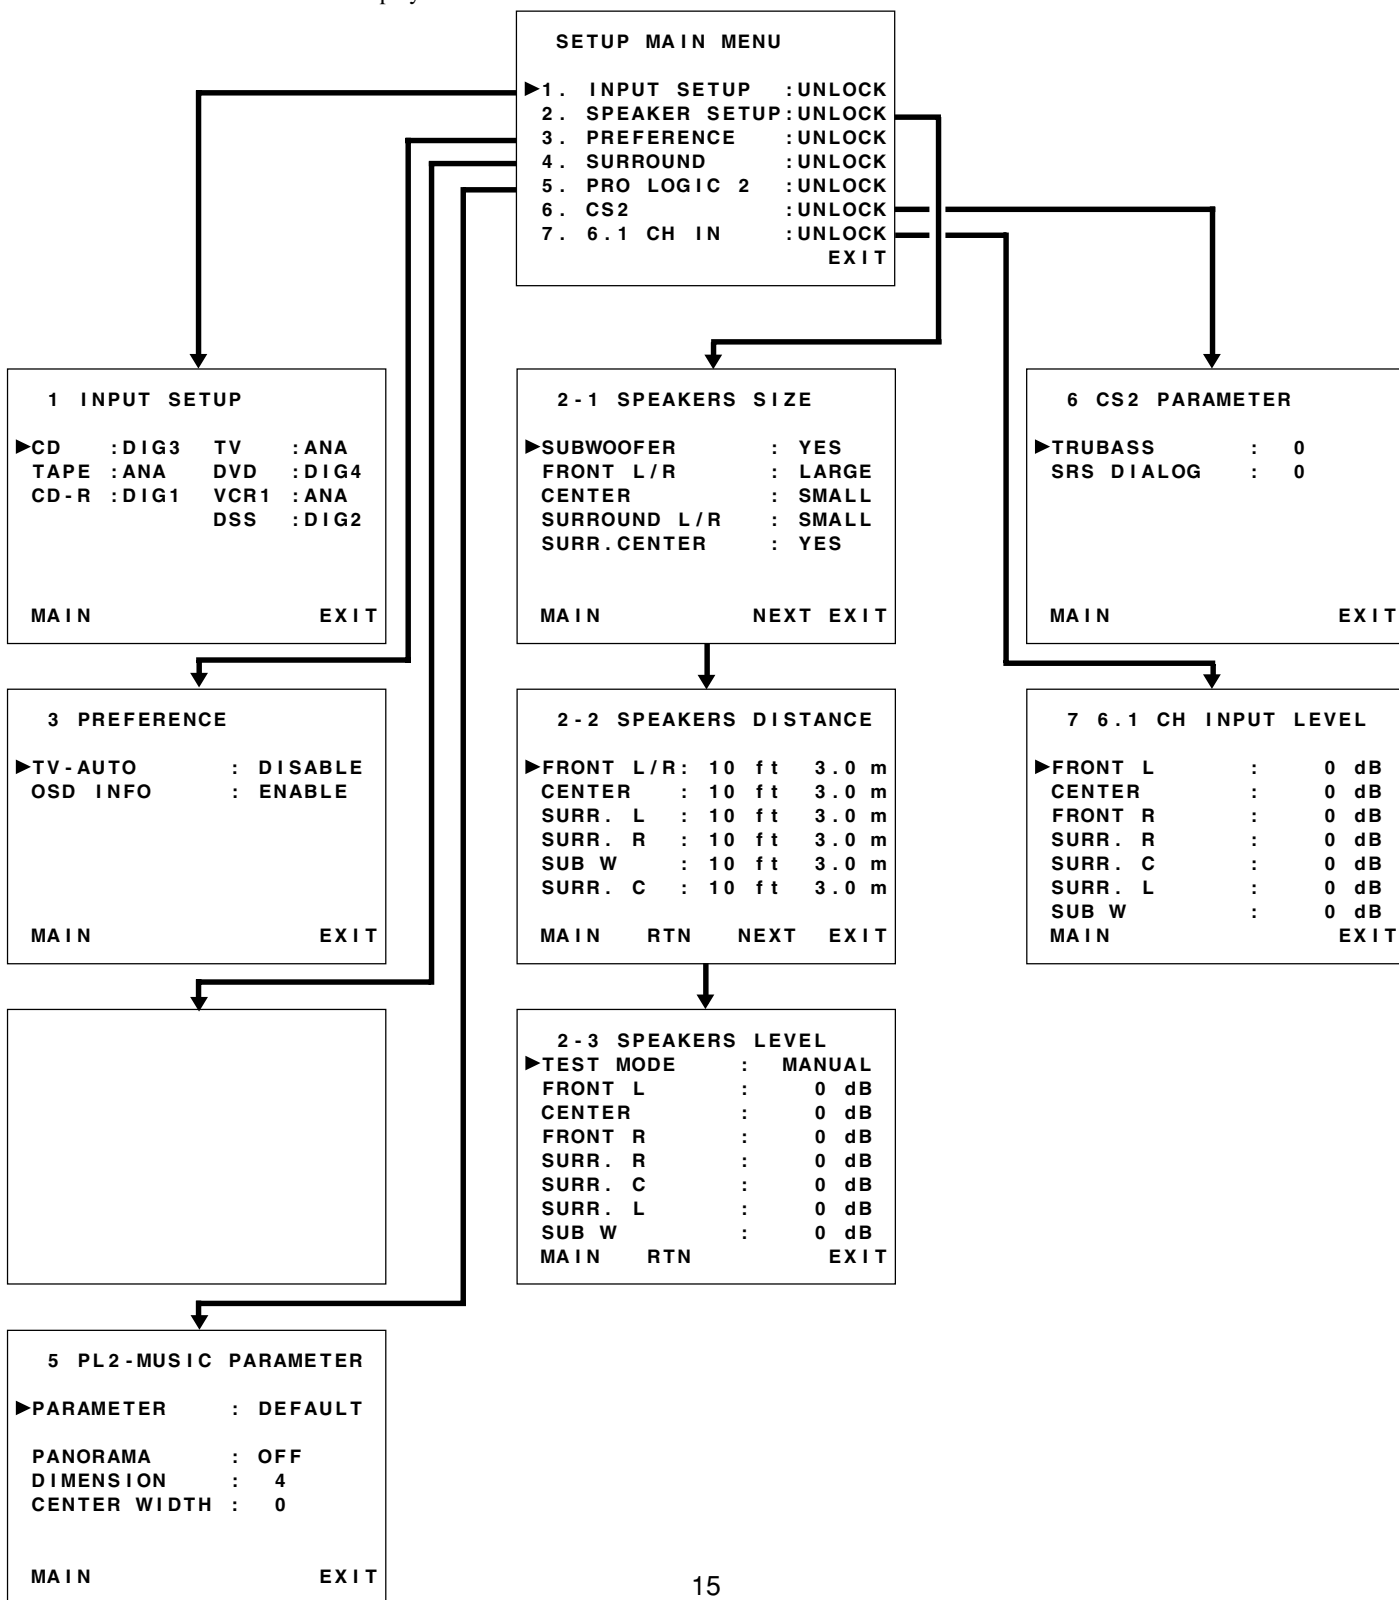 SETUP MAIN MENU
▶1. INPUT SETUP :UNLOCK
2. SPEAKER SETUP:UNLOCK
3. PREFERENCE :UNLOCK
4. SURROUND :UNLOCK
5. PRO LOGIC 2 :UNLOCK
6. CS2 :UNLOCK
7. 6.1 CH IN :UNLOCK
EXIT
1 INPUT SETUP
▶CD :DIG3 TV :ANA
TAPE :ANA DVD :DIG4
CD-R :DIG1 VCR1 :ANA
DSS :DIG2
MAIN EXIT
2-1 SPEAKERS SIZE
▶SUBWOOFER : YES
FRONT L/R : LARGE
CENTER : SMALL
SURROUND L/R : SMALL
SURR.CENTER : YES
MAIN NEXT EXIT
6 CS2 PARAMETER
▶TRUBASS : 0
SRS DIALOG : 0
MAIN EXIT
3 PREFERENCE
▶TV-AUTO : DISABLE
OSD INFO : ENABLE
MAIN EXIT
2-2 SPEAKERS DISTANCE
▶FRONT L/R: 10 ft 3.0 m
CENTER : 10 ft 3.0 m
SURR. L : 10 ft 3.0 m
SURR. R : 10 ft 3.0 m
SUB W : 10 ft 3.0 m
SURR. C : 10 ft 3.0 m
MAIN RTN NEXT EXIT
7 6.1 CH INPUT LEVEL
▶FRONT L : 0 dB
CENTER : 0 dB
FRONT R : 0 dB
SURR. R : 0 dB
SURR. C : 0 dB
SURR. L : 0 dB
SUB W : 0 dB
MAIN EXIT
2-3 SPEAKERS LEVEL
▶TEST MODE : MANUAL
FRONT L : 0 dB
CENTER : 0 dB
FRONT R : 0 dB
SURR. R : 0 dB
SURR. C : 0 dB
SURR. L : 0 dB
SUB W : 0 dB
MAIN RTN EXIT
5 PL2-MUSIC PARAMETER
▶PARAMETER : DEFAULT
PANORAMA : OFF
DIMENSION : 4
CENTER WIDTH : 0
MAIN EXIT
15